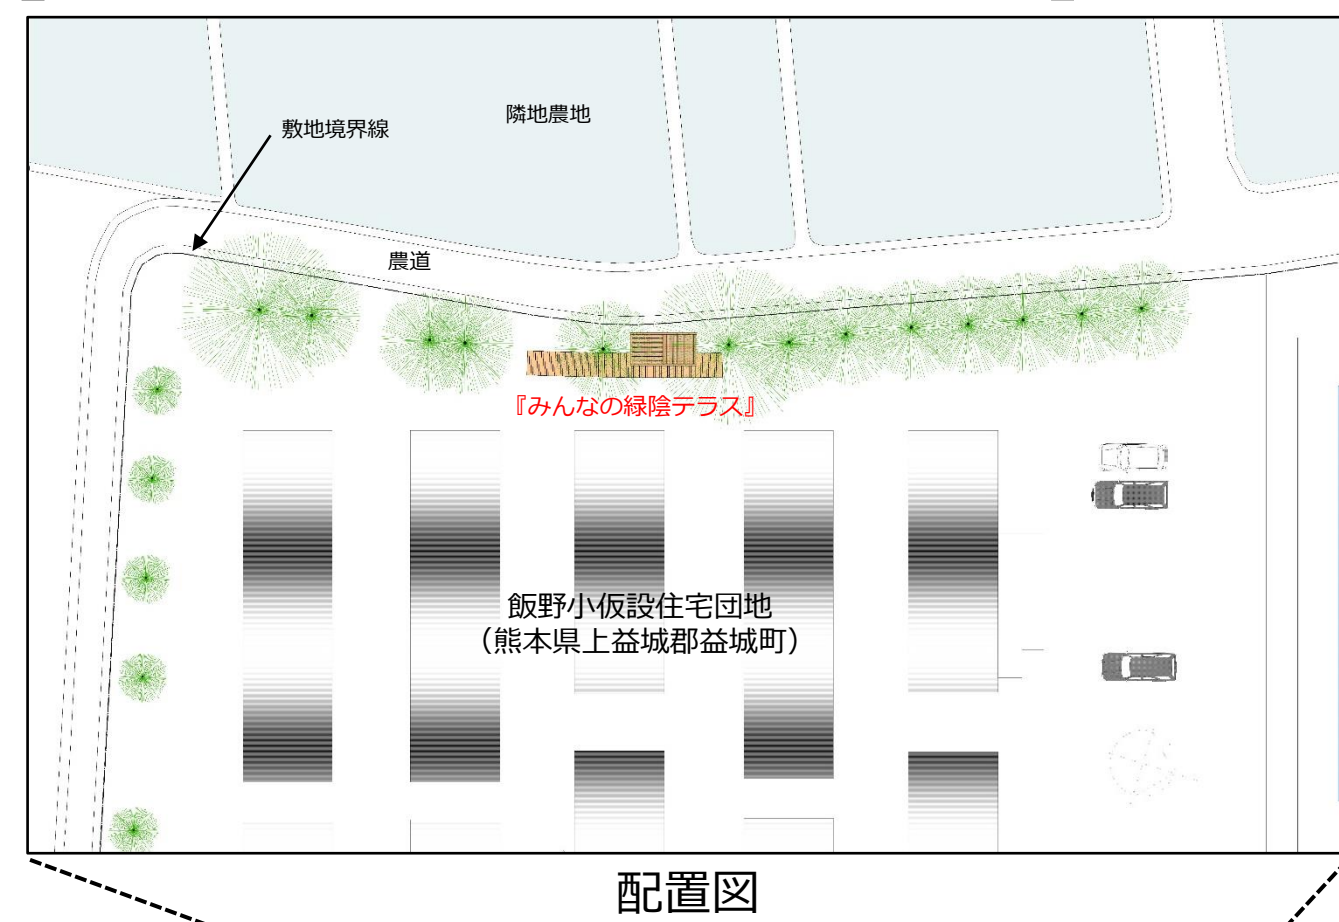 隣地農地
敷地境界線
農道
『みんなの緑陰テラス』
飯野小仮設住宅団地
（熊本県上益城郡益城町）
配置図